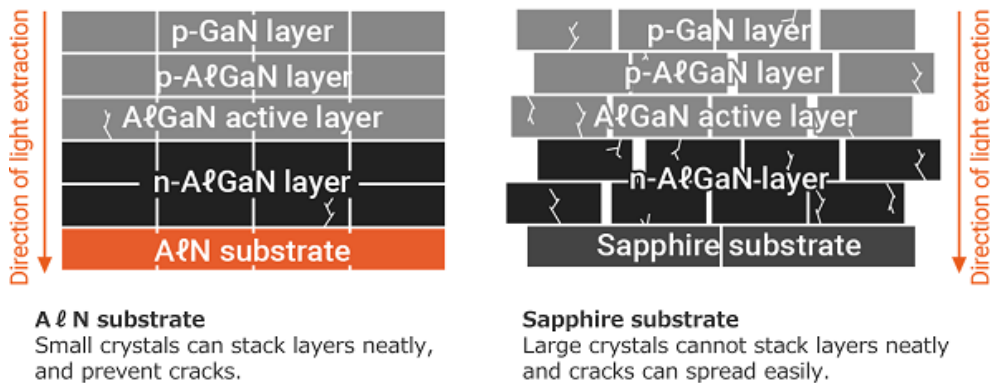 Direction of light extraction
p-GaN layer
p-AℓGaN layer
AℓGaN active layer
n-AℓGaN layer
AℓN substrate
p-GaN layer
p-AℓGaN layer
AℓGaN active layer
n-AℓGaN-layer
Sapphire substrate
Direction of light extraction
Aℓ N substrate
Small crystals can stack layers neatly,
and prevent cracks.
Sapphire substrate
Large crystals cannot stack layers neatly
and cracks can spread easily.